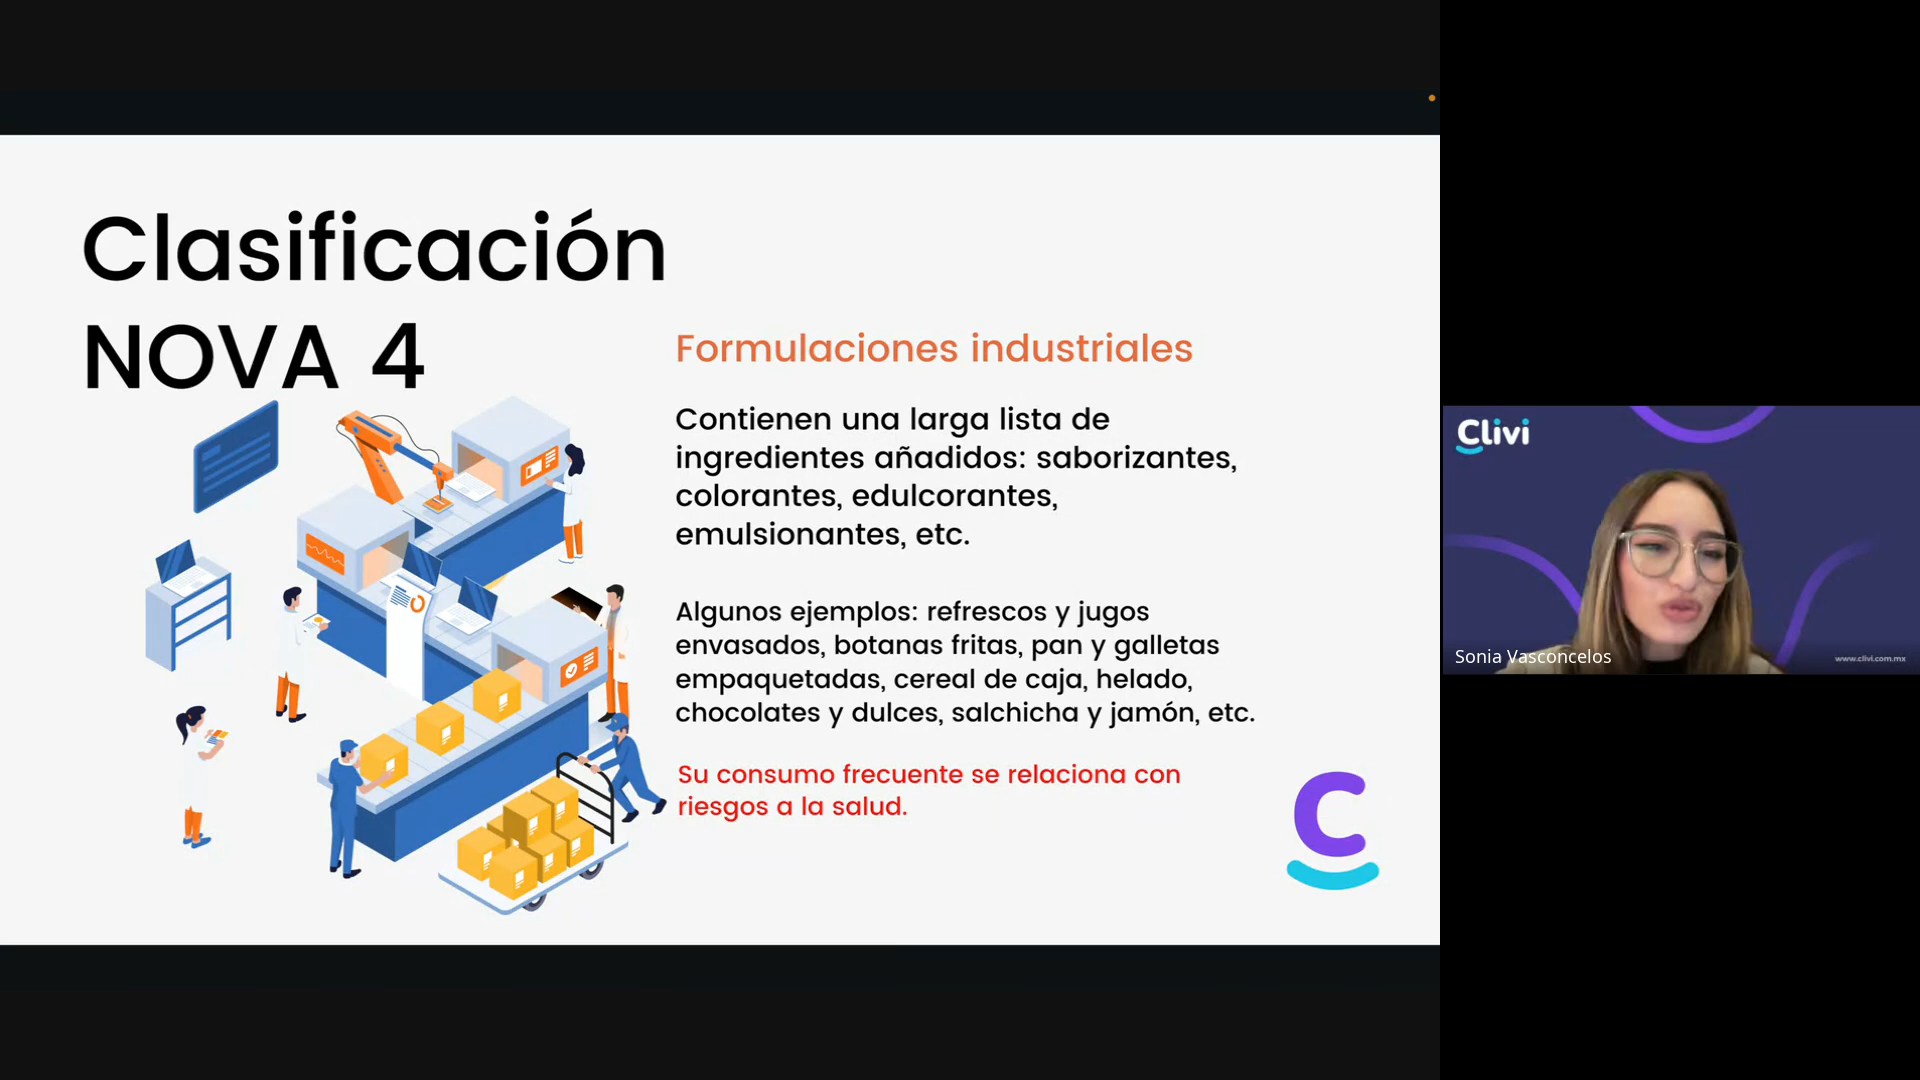 Clasificación
NOVA 4
Formulaciones industriales
Contienen una larga lista de
ingredientes añadidos: saborizantes,
colorantes, edulcorantes,
emulsionantes, etc.
Algunos ejemplos: refrescos y jugos
envasados, botanas fritas, pan y galletas
empaquetadas, cereal de caja, helado,
chocolates y dulces, salchicha y jamón, etc.
Su consumo frecuente se relaciona con
riesgos a la salud.
Clivi
Sonia Vasconcelos
www.clivi.com.mx